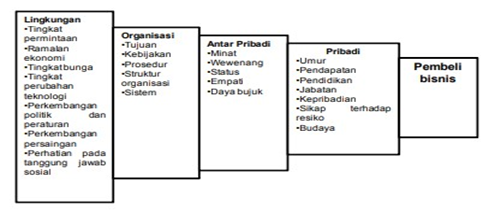 Lingkungan
•Tingkat
permintaan
•Ramalan
ekonomi
•Tingkat bunga
•Tingkat
perubahan
teknologi
•Perkembangan
politik dan
peraturan
•Perkembangan
persaingan
•Perhatian pada
tanggung jawab
sosial
Organisasi
•Tujuan
•Kebijakan
•Prosedur
•Struktur
organisasi
•Sistem
Antar Pribadi
•Minat
•Wewenang
•Status
•Empati
•Daya bujuk
Pribadi
•Umur
•Pendapatan
•Pendidikan
•Jabatan
•Kepribadian
•Sikap terhadap
resiko
•Budaya
Pembeli
bisnis